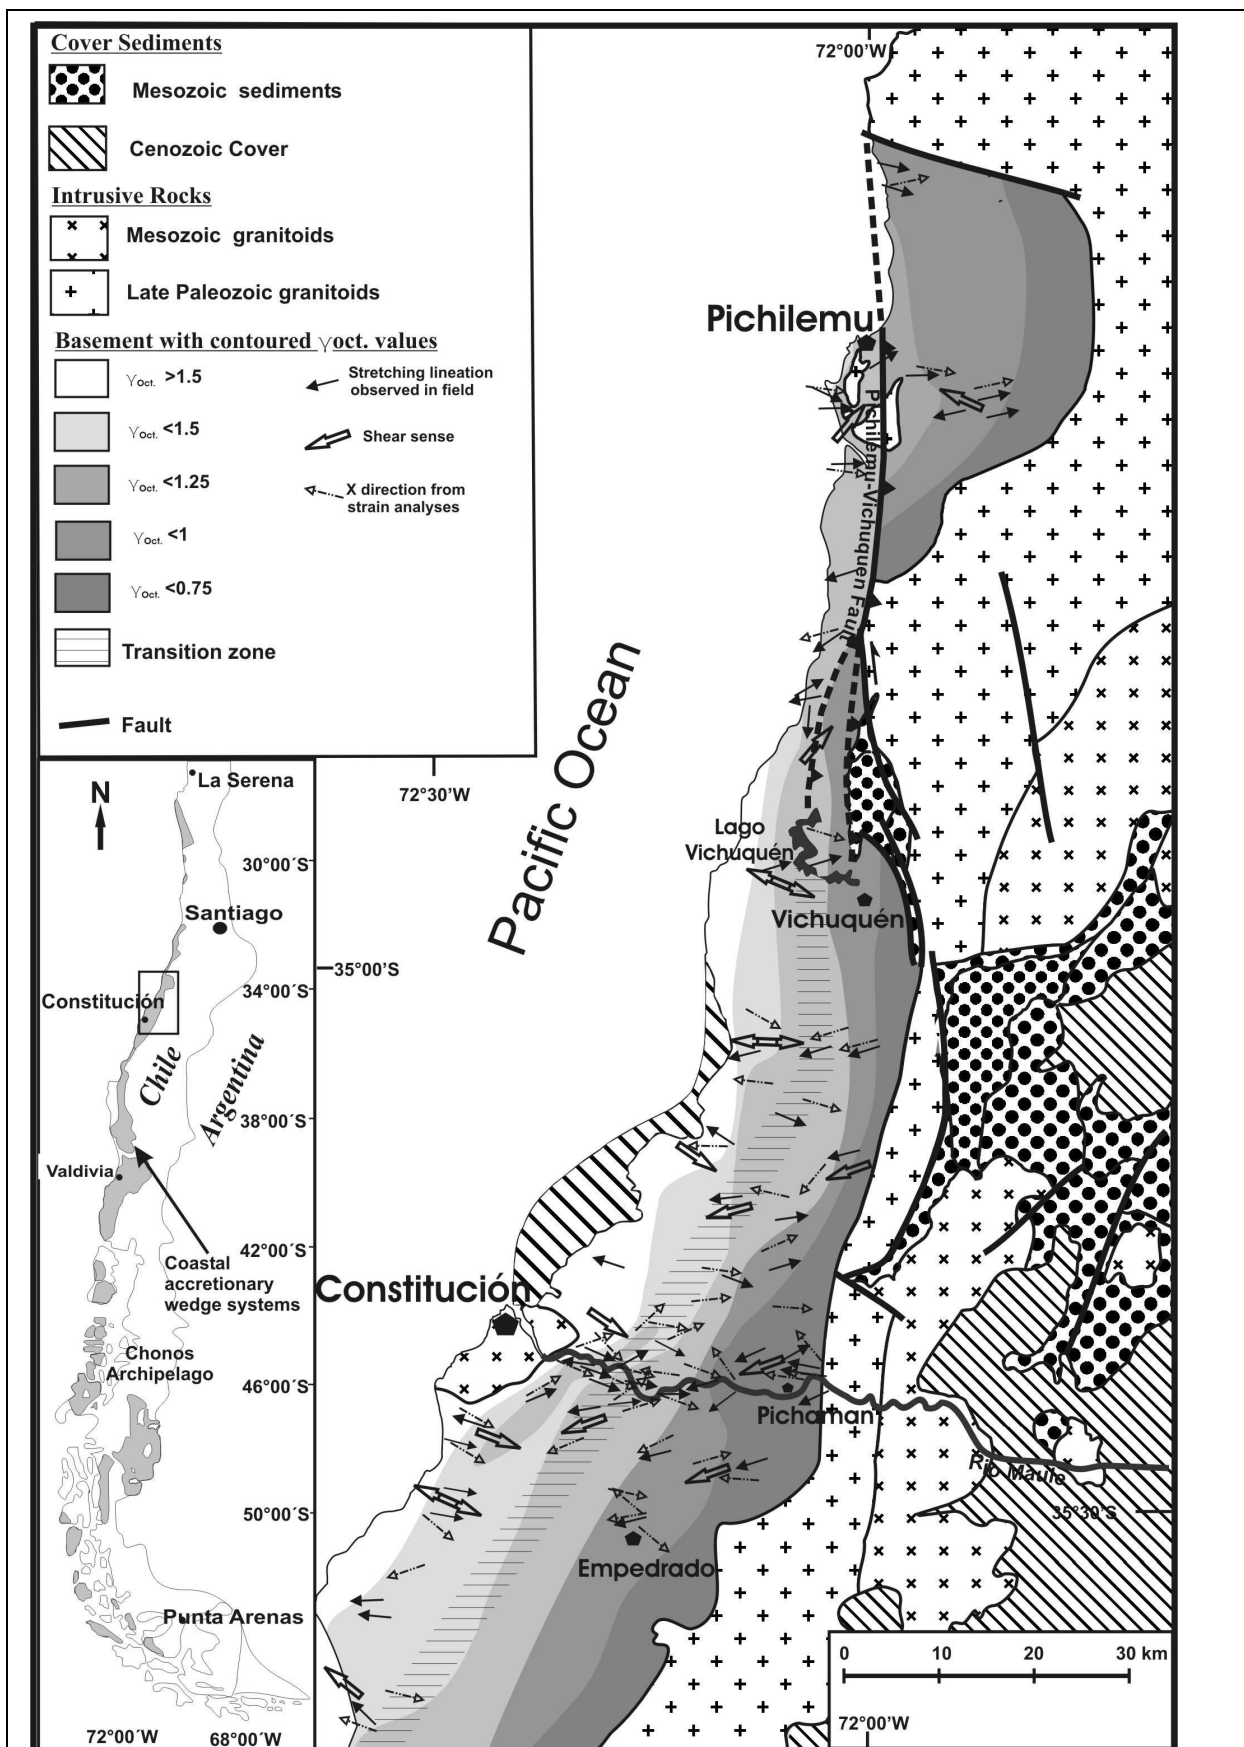 Cover Sediments
Mesozoic sediments
Cenozoic Cover
Intrusive Rocks
Mesozoic granitoids
Late Paleozoic granitoids
Basement with contoured γoct. values
γOct. >1.5
γOct. <1.5
γOct. <1.25
γOct. <1
γOct. <0.75
Transition zone
Fault
Stretching lineation
observed in field
Shear sense
X direction from
strain analyses
72°00'W
Pichilemu
Pichilemu-Vichuquen Fault
Pacific Ocean
72°30'W
Lago
Vichuquén
Vichuquén
35°00'S
Constitución
Pichaman
Rio Maule
35°30'S
Empedrado
0 10 20 30 km
72°00'W
N
La Serena
30°00´S
Santiago
Constitución
34°00´S
Chile
Argentina
38°00´S
Valdivia
42°00´S
Coastal
accretionary
wedge systems
Chonos
Archipelago
46°00´S
50°00´S
Punta Arenas
72°00´W
68°00´W